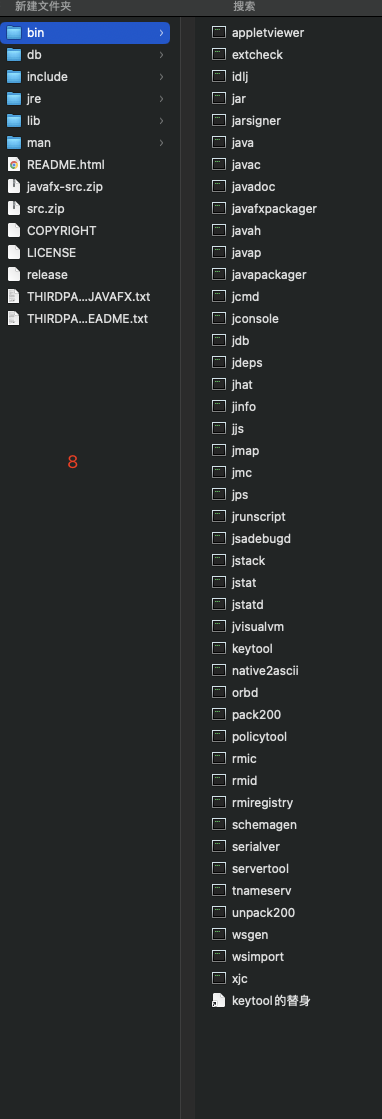 新建文件夹
搜索
bin
db
include
jre
lib
man
README.html
javafx-src.zip
src.zip
COPYRIGHT
LICENSE
release
THIRDPA...JAVAFX.txt
THIRDPA...EADME.txt
8
appletviewer
extcheck
idlj
jar
jarsigner
java
javac
javadoc
javafxpackager
javah
javap
javapackager
jcmd
jconsole
jdb
jdeps
jhat
jinfo
jjs
jmap
jmc
jps
jrunscript
jsadebugd
jstack
jstat
jstatd
jvisualvm
keytool
native2ascii
orbd
pack200
policytool
rmic
rmid
rmiregistry
schemagen
serialver
servertool
tnameserv
unpack200
wsgen
wsimport
xjc
keytool的替身